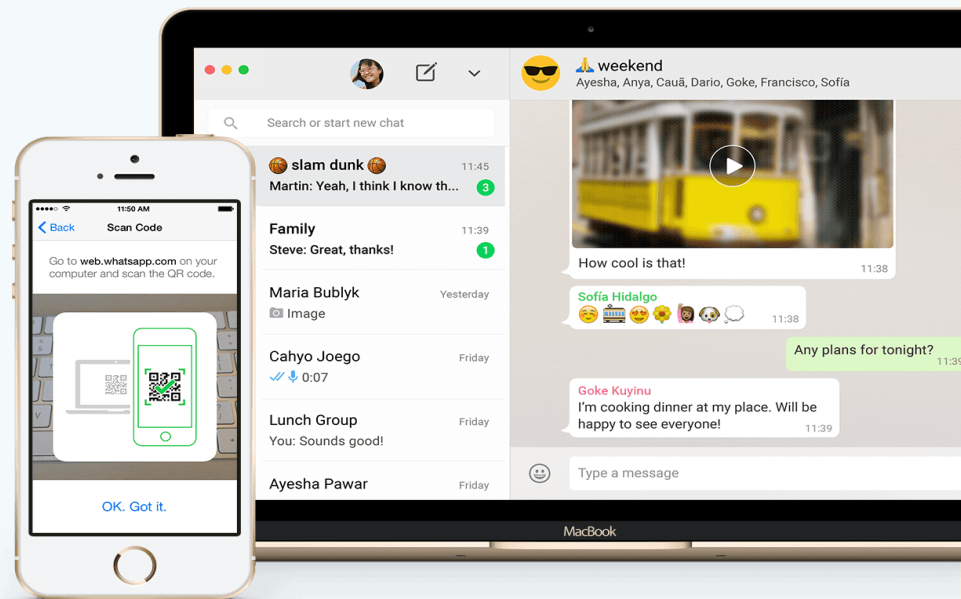 11:50 AM
Back
Scan Code
Go to web.whatsapp.com on your
computer and scan the QR code.
OK. Got it.
Search or start new chat
🏀 slam dunk 🏀
11:45
Martin: Yeah, I think I know th...
3
Family
11:39
Steve: Great, thanks!
1
Maria Bublyk
Yesterday
Image
Cahyo Joego
Friday
0:07
Lunch Group
Friday
You: Sounds good!
Ayesha Pawar
Friday
🙏 weekend
Ayesha, Anya, Cauã, Dario, Goke, Francisco, Sofía
How cool is that!
11:38
Sofía Hidalgo
☺️🚋😍🌻🙋🏽🐶💭
11:38
Any plans for tonight?
11:39
Goke Kuyinu
I’m cooking dinner at my place. Will be
happy to see everyone!
11:39
Type a message
MacBook